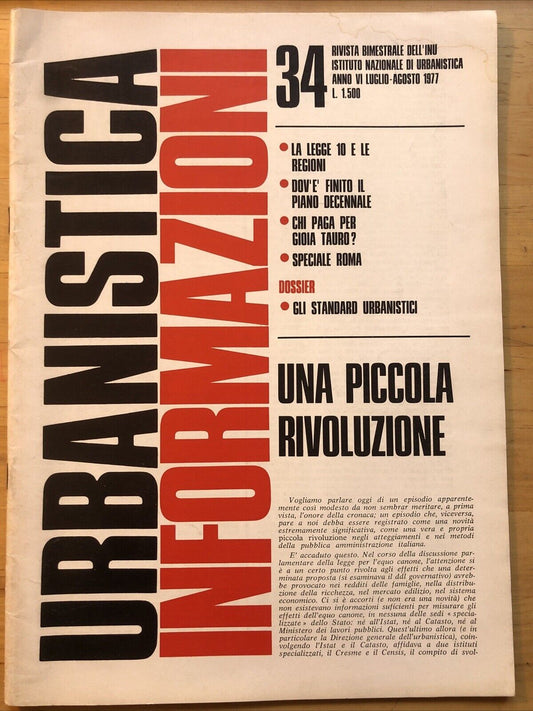 URBANISTICA
INFORMAZIONI
34
RIVISTA BIMESTRALE DELL'INU
ISTITUTO NAZIONALE DI URBANISTICA
ANNO VI LUGLIO-AGOSTO 1977
L. 1.500
● LA LEGGE 10 E LE
REGIONI
● DOV'E' FINITO IL
PIANO DECENNALE
● CHI PAGA PER
GIOIA TAURO?
● SPECIALE ROMA
DOSSIER
● GLI STANDARD URBANISTICI
UNA PICCOLA
RIVOLUZIONE
Vogliamo parlare oggi di un episodio apparente-
mente così modesto da non sembrar meritare, a prima
vista, l'onore della cronaca; un episodio che, viceversa,
pare a noi debba essere registrato come una novità
estremamente significativa, come una vera e propria
piccola rivoluzione negli atteggiamenti e nei metodi
della pubblica amministrazione italiana.
E' accaduto questo. Nel corso della discussione par-
lamentare della legge per l'equo canone, l'attenzione si
è a un certo punto rivolta agli effetti che una deter-
minata proposta (si esaminava il ddl governativo) avreb-
be provocato nei redditi delle famiglie, nella distribu-
zione della ricchezza, nel mercato edilizio, nel sistema
economico. Ci si è accorti (e non era una novità) che
non esistevano informazioni suficienti per misurare gli
effetti dell'equo canone, in nessuna delle sedi « specia-
lizzate » dello Stato: né all'Istat, né al Catasto, né al
Ministero dei lavori pubblici. Quest'ultimo allora (e in
particolare la Direzione generale dell'urbanistica), coin-
volgendo l'Istat e il Catasto, affidava a due istituti
specializzati, il Cresme e il Censis, il compito di svol-